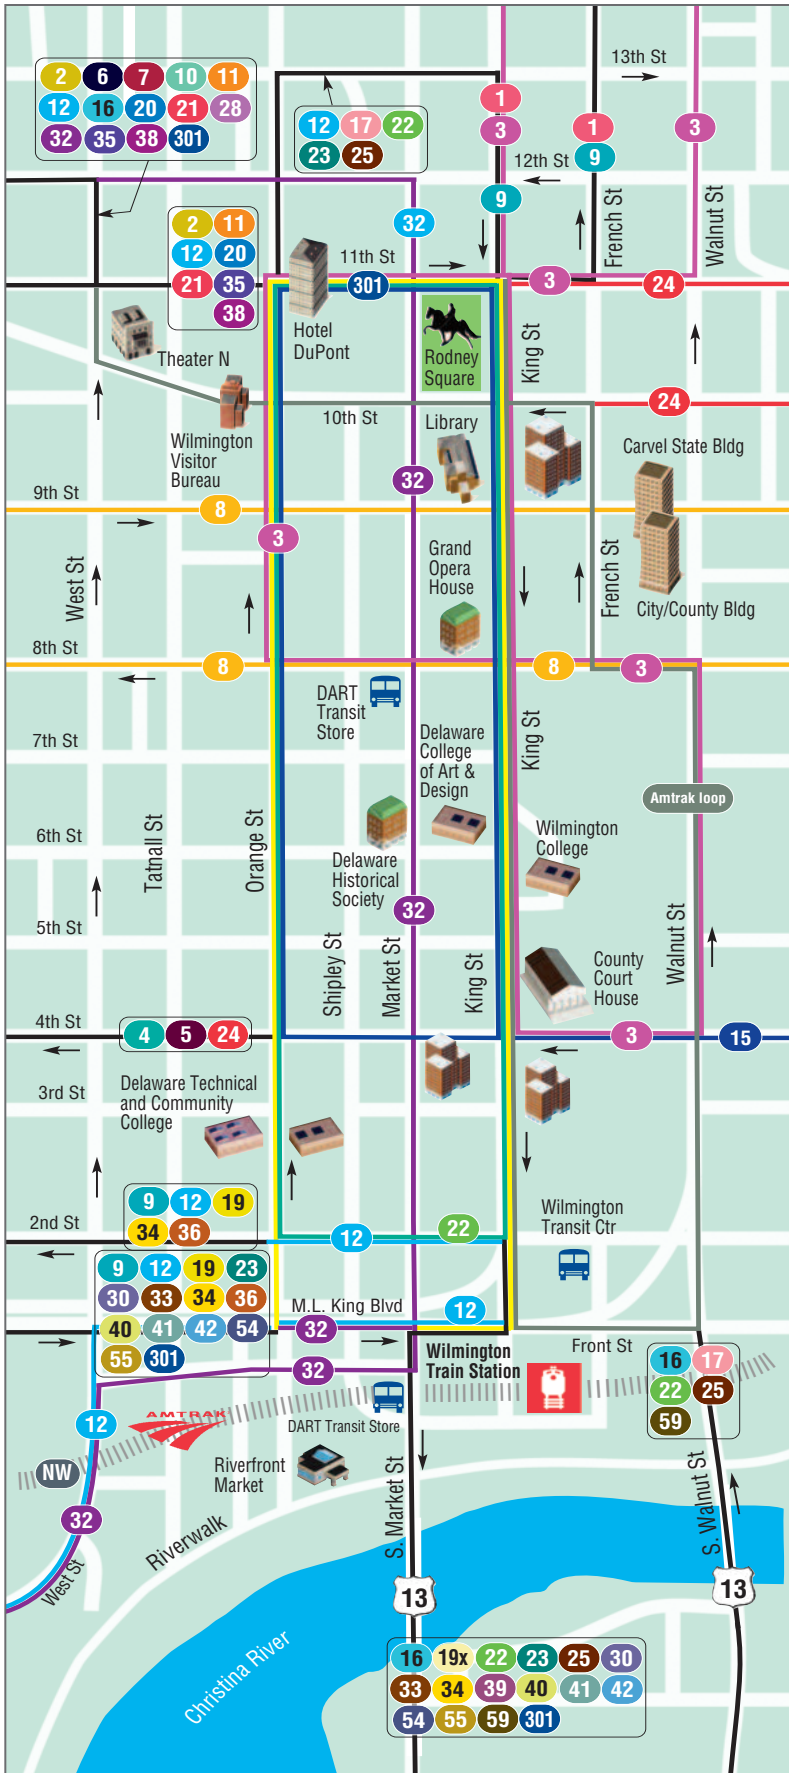 13th St
2 6 7 10 11
12 16 20 21 28
32 35 38 301
12 17 22
23 25
1
3
1
9
3
12th St
9
French St
Walnut St
32
2 11
12 20
21 35
38
11th St
301
3
24
Hotel
DuPont
Rodney
Square
King St
Theater N
24
10th St
Library
Wilmington
Visitor
Bureau
Carvel State Bldg
32
9th St
8
3
Grand
Opera
House
West St
French St
City/County Bldg
8th St
8
8
3
DART
Transit
Store
Delaware
College
of Art &
Design
King St
7th St
Amtrak loop
Tatnall St
Orange St
6th St
Wilmington
College
Delaware
Historical
Society
32
5th St
Shipley St
Market St
King St
Walnut St
County
Court
House
4th St
4 5 24
3
15
3rd St
Delaware Technical
and Community
College
9 12 19
34 36
2nd St
12
22
Wilmington
Transit Ctr
9 12 19 23
30 33 34 36
40 41 42 54
55 301
M.L. King Blvd
12
32
Wilmington
Train Station
Front St
32
16 17
22 25
59
12
AMTRAK
DART Transit Store
NW
Riverfront
Market
32
S. Market St
S. Walnut St
Riverwalk
West St
13
13
Christina River
16 19x 22 23 25 30
33 34 39 40 41 42
54 55 59 301